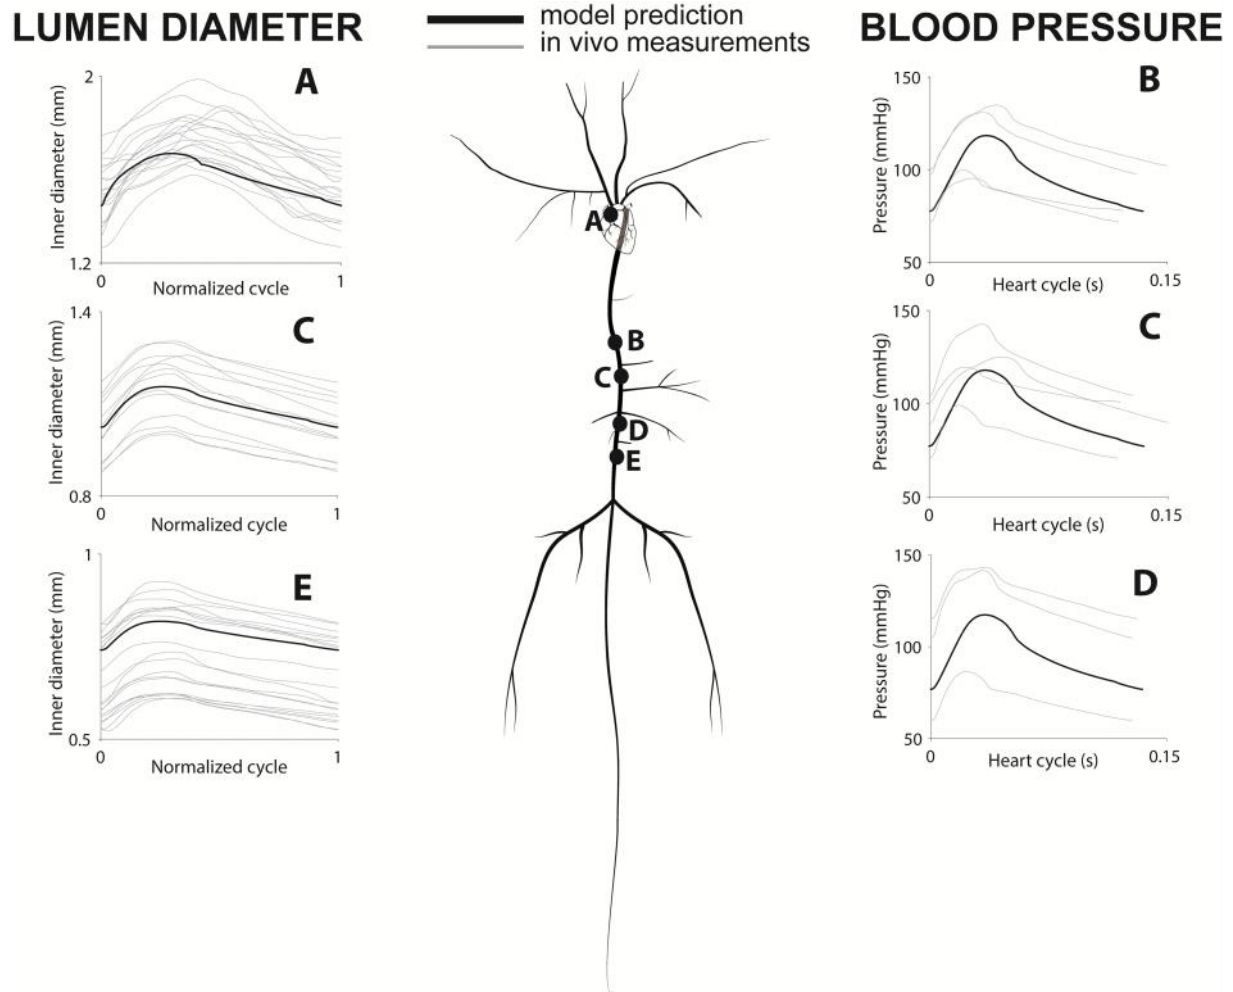 LUMEN DIAMETER
model prediction
in vivo measurements
BLOOD PRESSURE
A
2
Inner diameter (mm)
1.2
0
Normalized cycle
1
C
1.4
Inner diameter (mm)
0.8
0
Normalized cycle
1
E
1
Inner diameter (mm)
0.5
0
Normalized cycle
1
A
B
C
D
E
B
150
Pressure (mmHg)
100
50
0
Heart cycle (s)
0.15
C
150
Pressure (mmHg)
100
50
0
Heart cycle (s)
0.15
D
150
Pressure (mmHg)
100
50
0
Heart cycle (s)
0.15